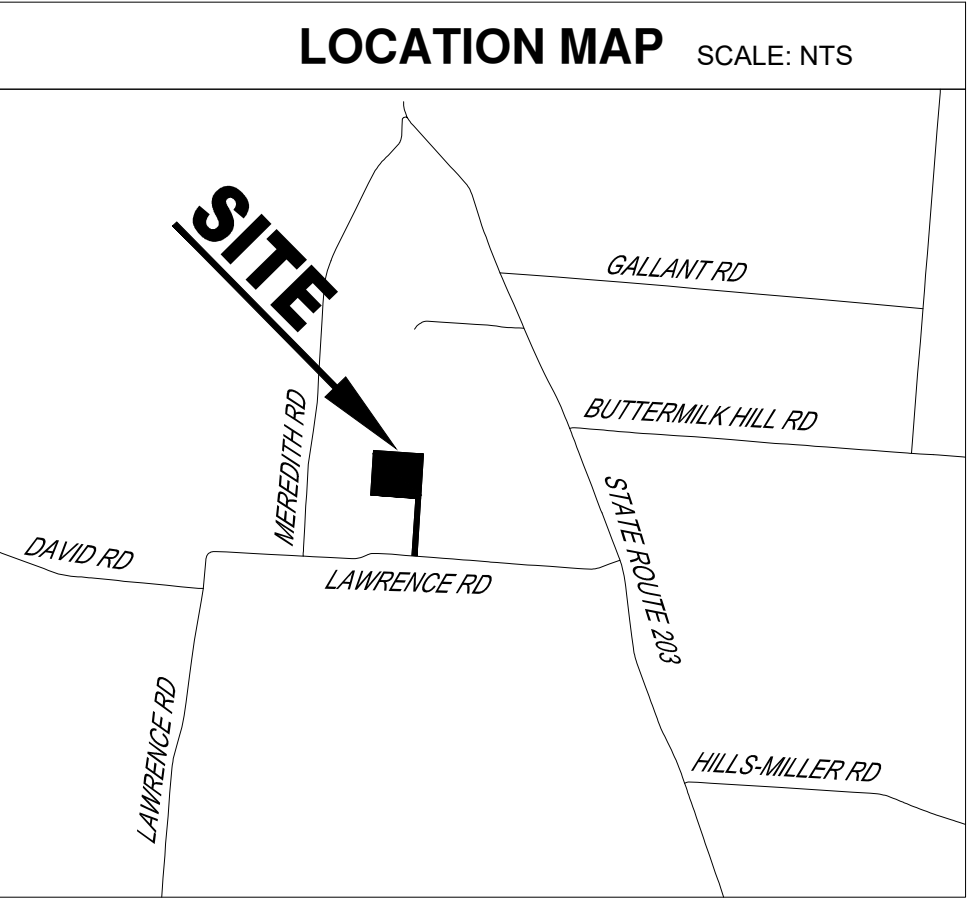 LOCATION MAP SCALE: NTS
SITE
GALLANT RD
BUTTERMILK HILL RD
MEREDITH RD
STATE ROUTE 203
DAVID RD
LAWRENCE RD
LAWRENCE RD
HILLS-MILLER RD